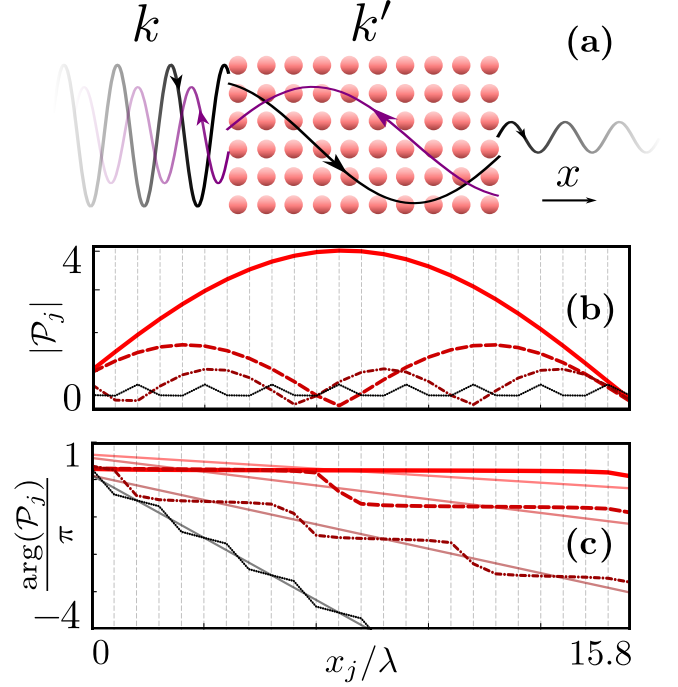 k k′
(a)
x
4
|𝒫ⱼ|
(b)
0
1
arg(𝒫ⱼ)
π
(c)
−4
0 xⱼ/λ 15.8